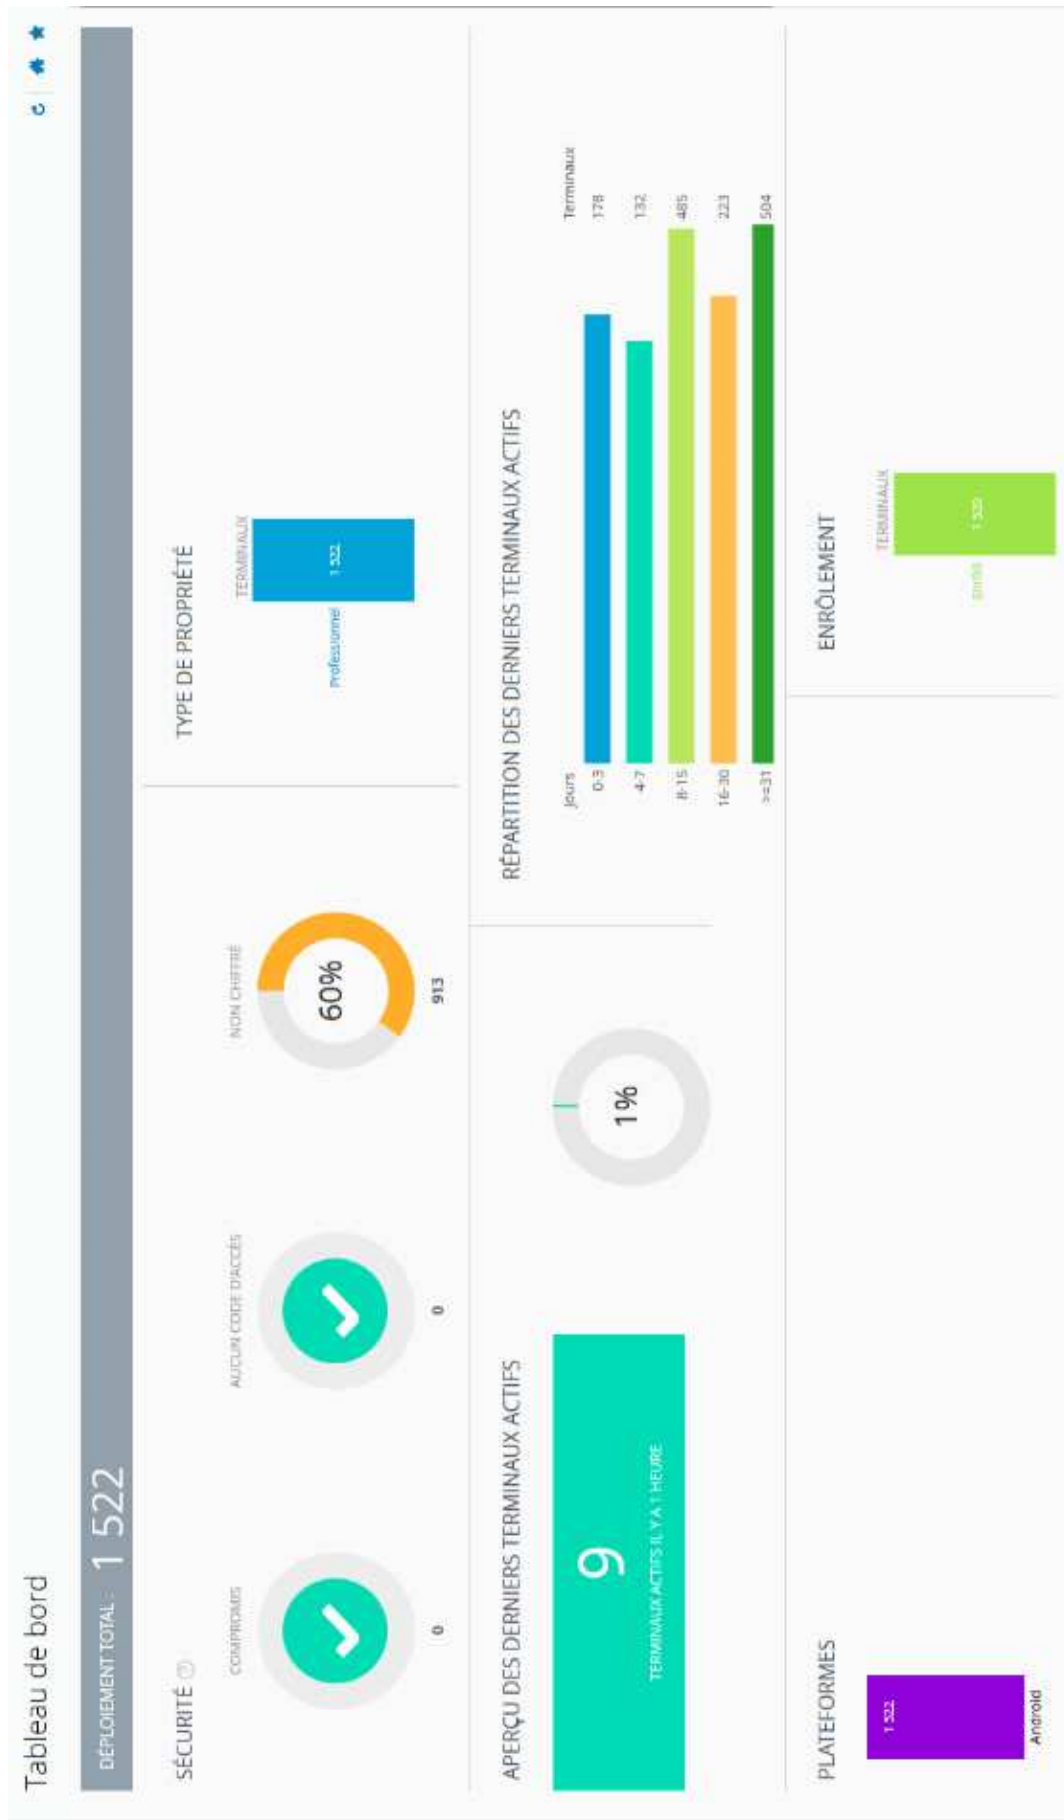 Tableau de bord
DÉPLOIEMENT TOTAL : 1 522
SÉCURITÉ ?
COMPROMIS
0
AUCUN CODE D'ACCÈS
0
NON CHIFFRÉ
60%
913
TYPE DE PROPRIÉTÉ
TERMINAUX
Professionnel
1 522
APERÇU DES DERNIERS TERMINAUX ACTIFS
9
TERMINAUX ACTIFS IL Y A 1 HEURE
1%
RÉPARTITION DES DERNIERS TERMINAUX ACTIFS
Jours Terminaux
0-3 178
4-7 132
8-15 485
16-30 223
>=31 504
PLATEFORMES
1 522
Android
ENRÔLEMENT
TERMINAUX